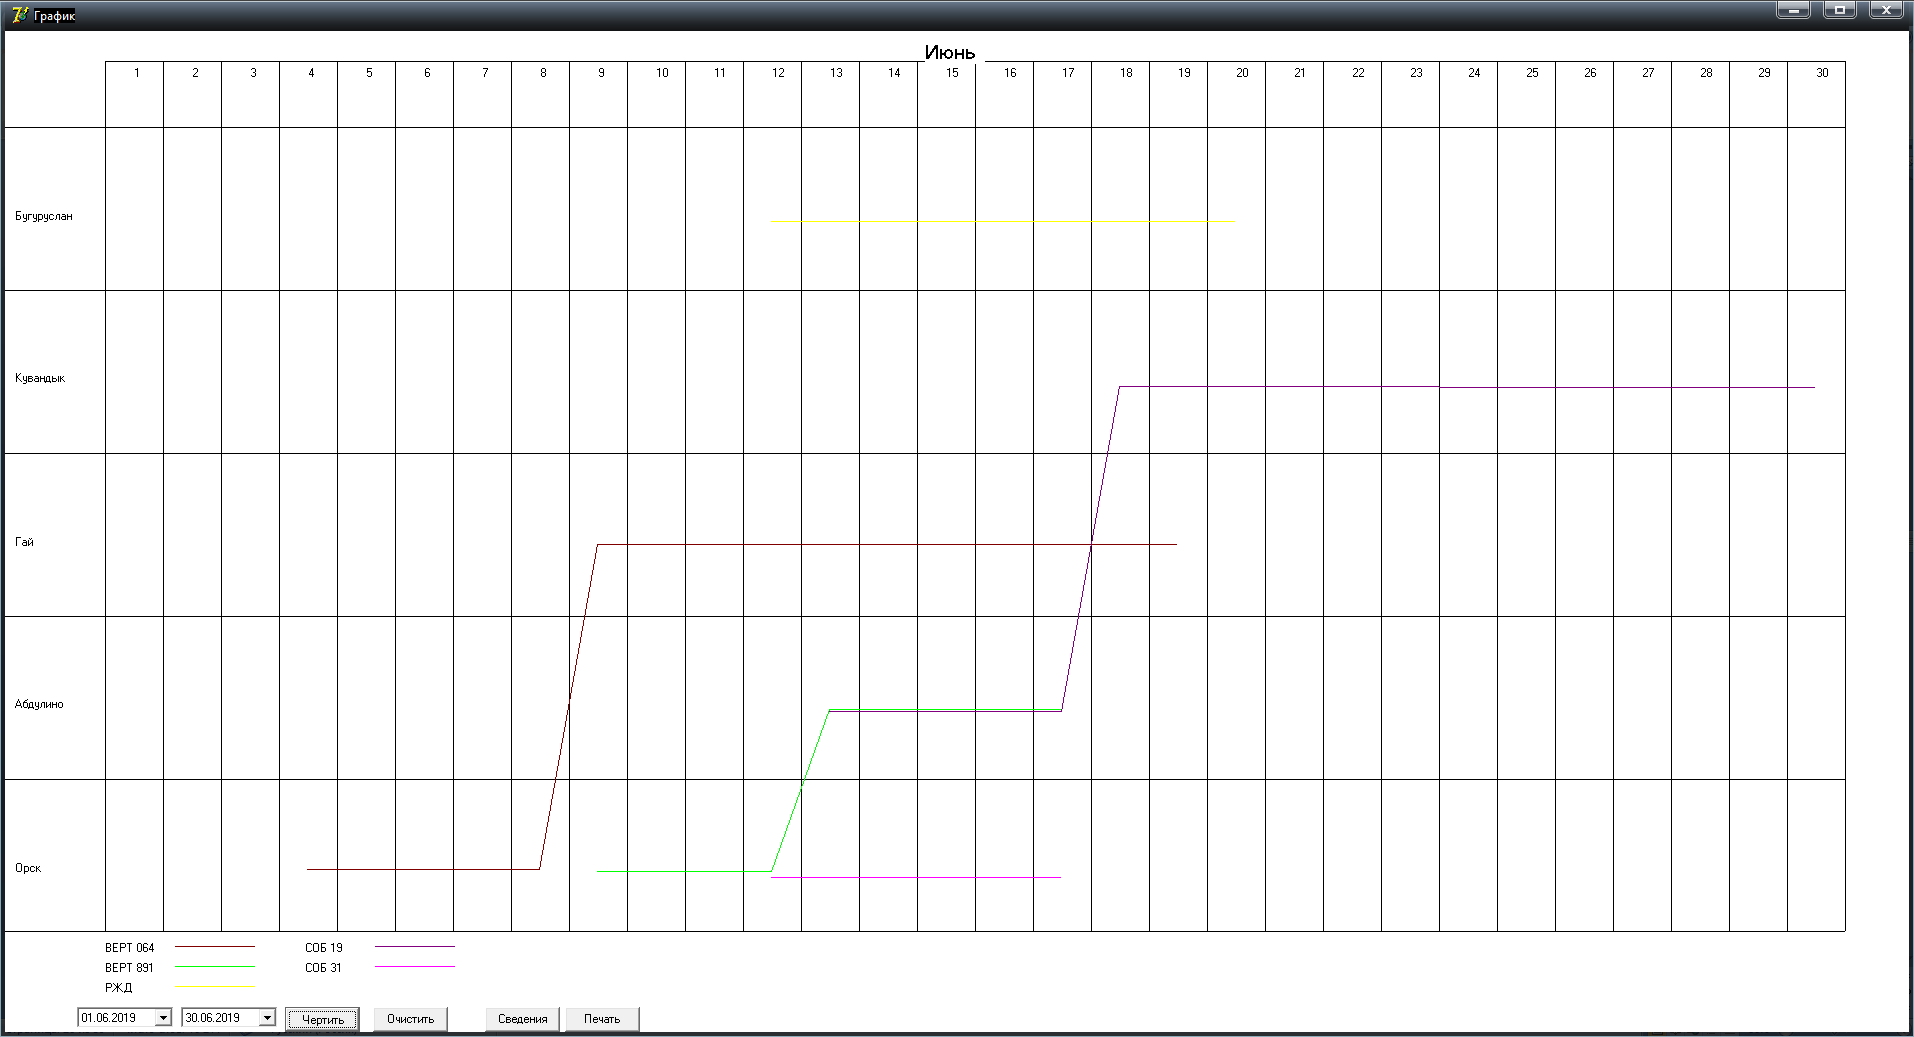 График
Июнь
1 2 3 4 5 6 7 8 9 10 11 12 13 14 15 16 17 18 19 20 21 22 23 24 25 26 27 28 29 30
Бугуруслан
Кувандык
Гай
Абдулино
Орск
ВЕРТ 064 СОБ 19
ВЕРТ 891 СОБ 31
РЖД
01.06.2019 30.06.2019 Чертить Очистить Сведения Печать